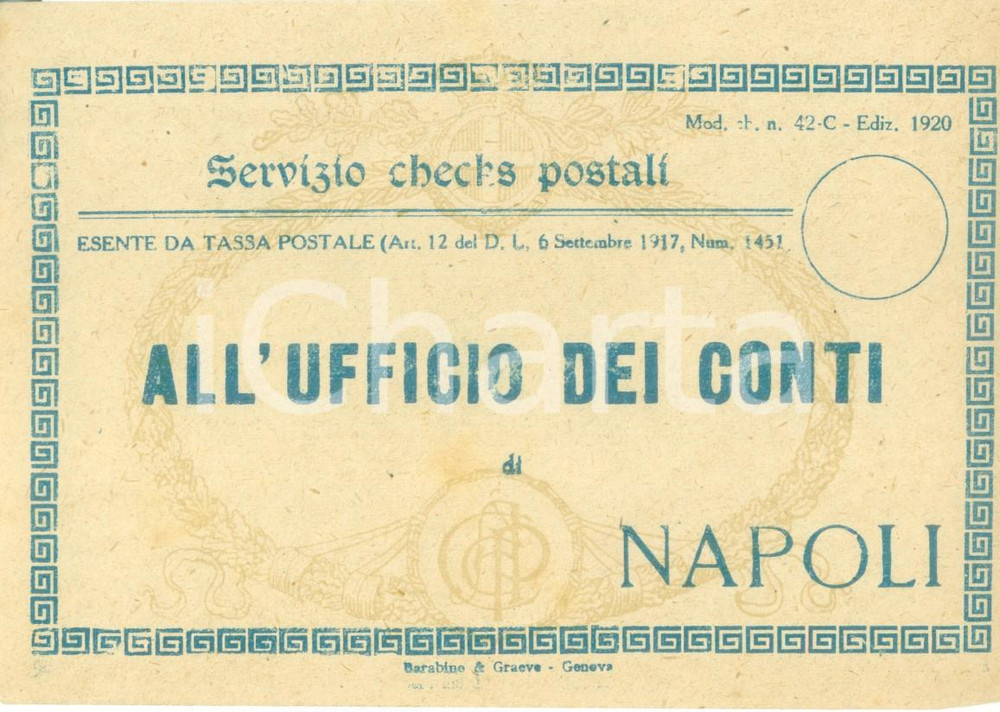 Mod. ch. n. 42-C - Ediz. 1920
Servizio checks postali
ESENTE DA TASSA POSTALE (Art. 12 del D. L. 6 Settembre 1917, Num. 1451
iCharta
ALL'UFFICIO DEI CONTI
di
NAPOLI
Barabino & Graeve - Genova